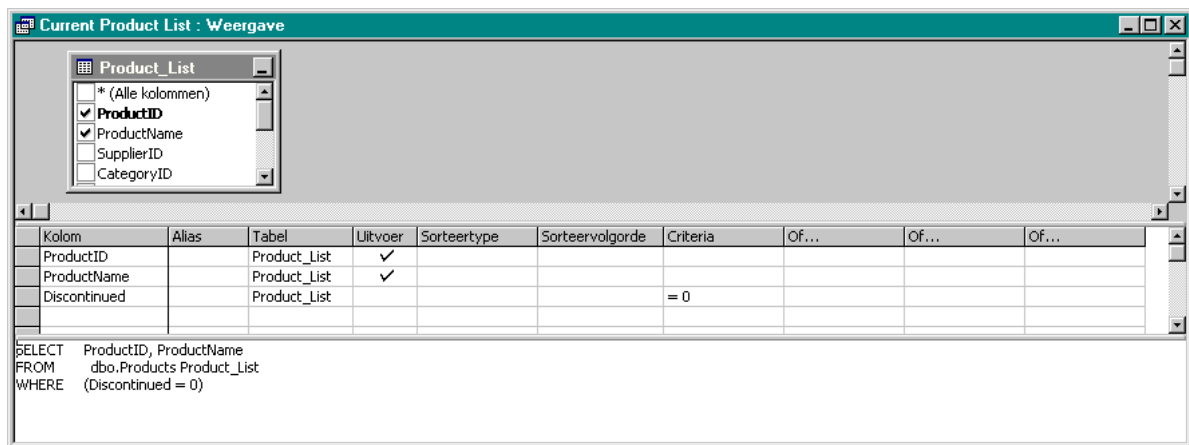 Current Product List : Weergave
Product_List
* (Alle kolommen)
ProductID
ProductName
SupplierID
CategoryID
Kolom Alias Tabel Uitvoer Sorteertype Sorteervolgorde Criteria Of... Of... Of...
ProductID Product_List
ProductName Product_List
Discontinued Product_List = 0
SELECT ProductID, ProductName
FROM dbo.Products Product_List
WHERE (Discontinued = 0)